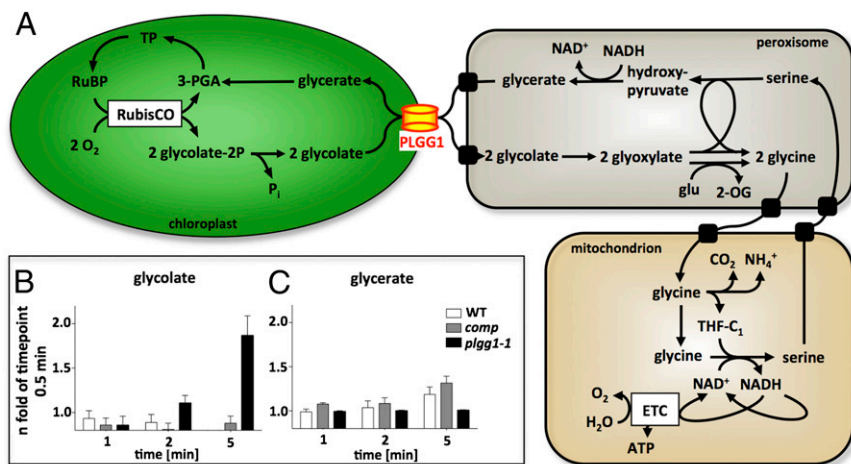 A
TP
RuBP
3-PGA
glycerate
RubisCO
2 O₂
2 glycolate-2P
2 glycolate
Pᵢ
chloroplast
PLGG1
peroxisome
NAD⁺
NADH
glycerate
hydroxy-
pyruvate
serine
2 glycolate
2 glyoxylate
2 glycine
glu
2-OG
mitochondrion
CO₂
NH₄⁺
glycine
THF-C₁
glycine
serine
NAD⁺
NADH
O₂
H₂O
ETC
ATP
B
glycolate
n fold of timepoint
0.5 min
2.0
1.5
1.0
1
2
5
time [min]
C
glycerate
WT
comp
plgg1-1
2.0
1.5
1.0
1
2
5
time [min]